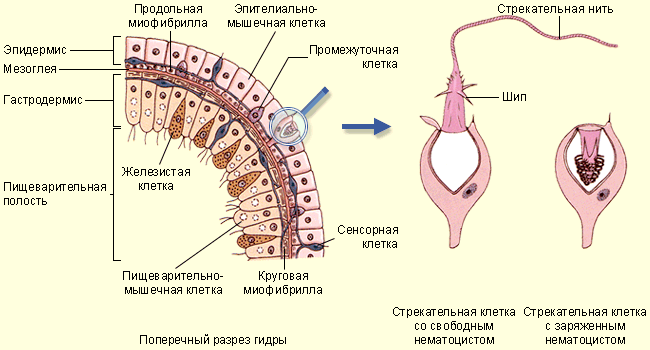 Продольная
миофибрилла
Эпителиально-
мышечная клетка
Стрекательная нить
Эпидермис
Мезоглея
Промежуточная
клетка
Гастродермис
Шип
Железистая
клетка
Пищеварительная
полость
Сенсорная
клетка
Пищеварительно-
мышечная клетка
Круговая
миофибрилла
Стрекательная клетка
со свободным
нематоцистом
Стрекательная клетка
с заряженным
нематоцистом
Поперечный разрез гидры